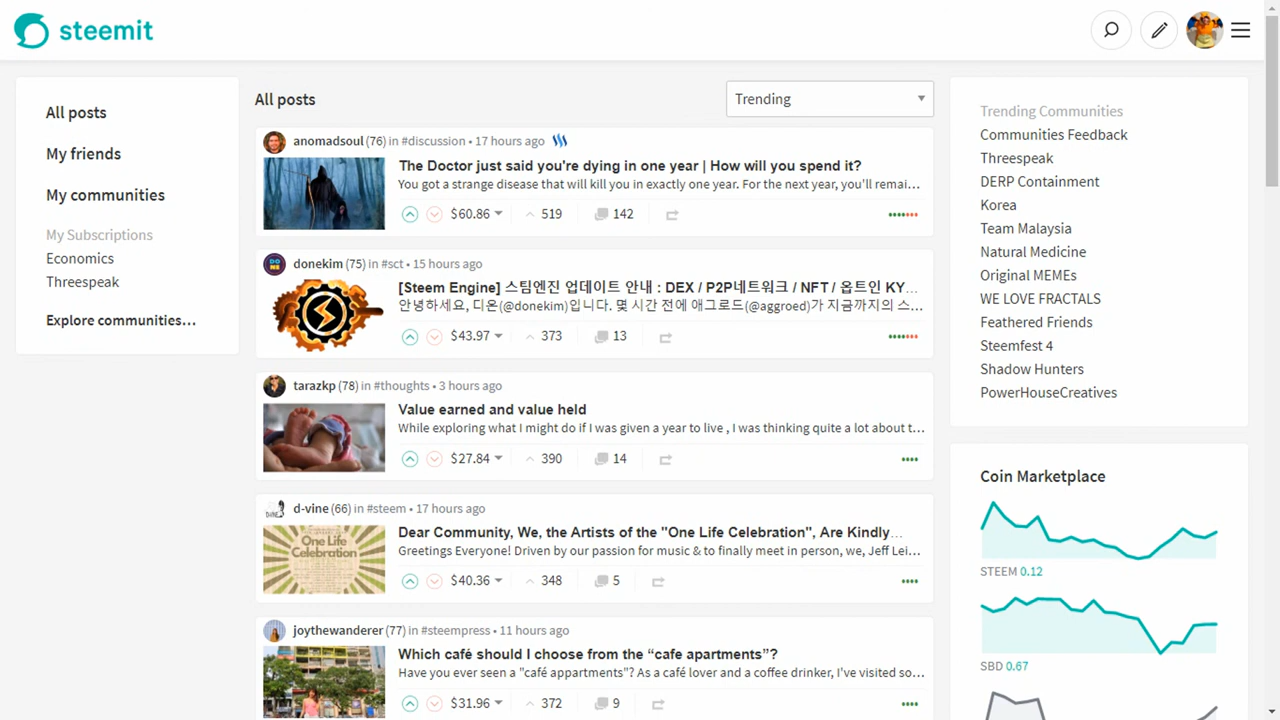 steemit
All posts
My friends
My communities
My Subscriptions
Economics
Threespeak
Explore communities...
All posts
Trending
anomadsoul (76) in #discussion • 17 hours ago
The Doctor just said you're dying in one year | How will you spend it?
You got a strange disease that will kill you in exactly one year. For the next year, you'll remai...
$60.86 519 142
donekim (75) in #sct • 15 hours ago
[Steem Engine] 스팀엔진 업데이트 안내 : DEX / P2P네트워크 / NFT / 옵트인 KY...
안녕하세요, 디온(@donekim)입니다. 몇 시간 전에 애그로드(@aggroed)가 지금까지의 스...
$43.97 373 13
tarazkp (78) in #thoughts • 3 hours ago
Value earned and value held
While exploring what I might do if I was given a year to live , I was thinking quite a lot about t...
$27.84 390 14
d-vine (66) in #steem • 17 hours ago
One Life
Celebration
Dear Community, We, the Artists of the "One Life Celebration", Are Kindly...
Greetings Everyone! Driven by our passion for music & to finally meet in person, we, Jeff Lei...
$40.36 348 5
joythewanderer (77) in #steempress • 11 hours ago
Which café should I choose from the “cafe apartments”?
Have you ever seen a "café appartments"? As a café lover and a coffee drinker, I've visited so...
$31.96 372 9
Trending Communities
Communities Feedback
Threespeak
DERP Containment
Korea
Team Malaysia
Natural Medicine
Original MEMEs
WE LOVE FRACTALS
Feathered Friends
Steemfest 4
Shadow Hunters
PowerHouseCreatives
Coin Marketplace
STEEM 0.12
SBD 0.67